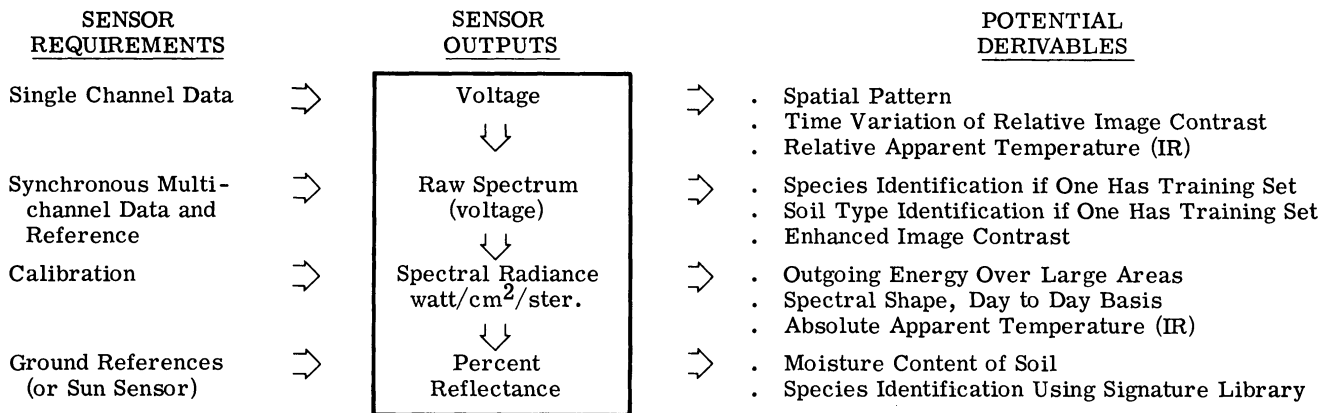 SENSOR REQUIREMENTS
SENSOR OUTPUTS
POTENTIAL DERIVABLES
Single Channel Data
Voltage
. Spatial Pattern
. Time Variation of Relative Image Contrast
. Relative Apparent Temperature (IR)
Synchronous Multi-
channel Data and
Reference
Raw Spectrum
(voltage)
. Species Identification if One Has Training Set
. Soil Type Identification if One Has Training Set
. Enhanced Image Contrast
Calibration
Spectral Radiance
watt/cm²/ster.
. Outgoing Energy Over Large Areas
. Spectral Shape, Day to Day Basis
. Absolute Apparent Temperature (IR)
Ground References
(or Sun Sensor)
Percent
Reflectance
. Moisture Content of Soil
. Species Identification Using Signature Library